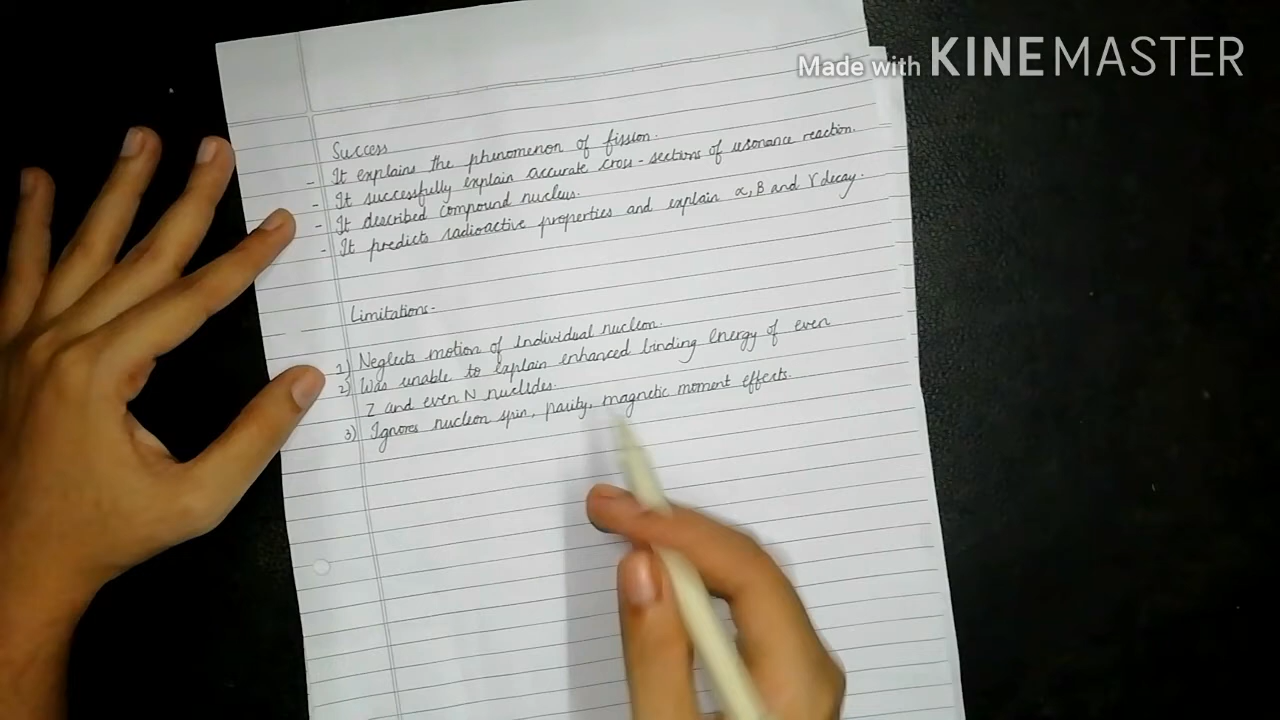 Made with KINEMASTER
Success
- It explains the phenomenon of fission.
- It successfully explain accurate cross-sections of resonance reaction.
- It described compound nucleus.
- It predicts radioactive properties and explain α, β and γ decay.
Limitations-
1) Neglects motion of individual nucleon.
2) Was unable to explain enhanced binding energy of even
Z and even N nuclides.
3) Ignores nucleon spin, parity, magnetic moment effects.